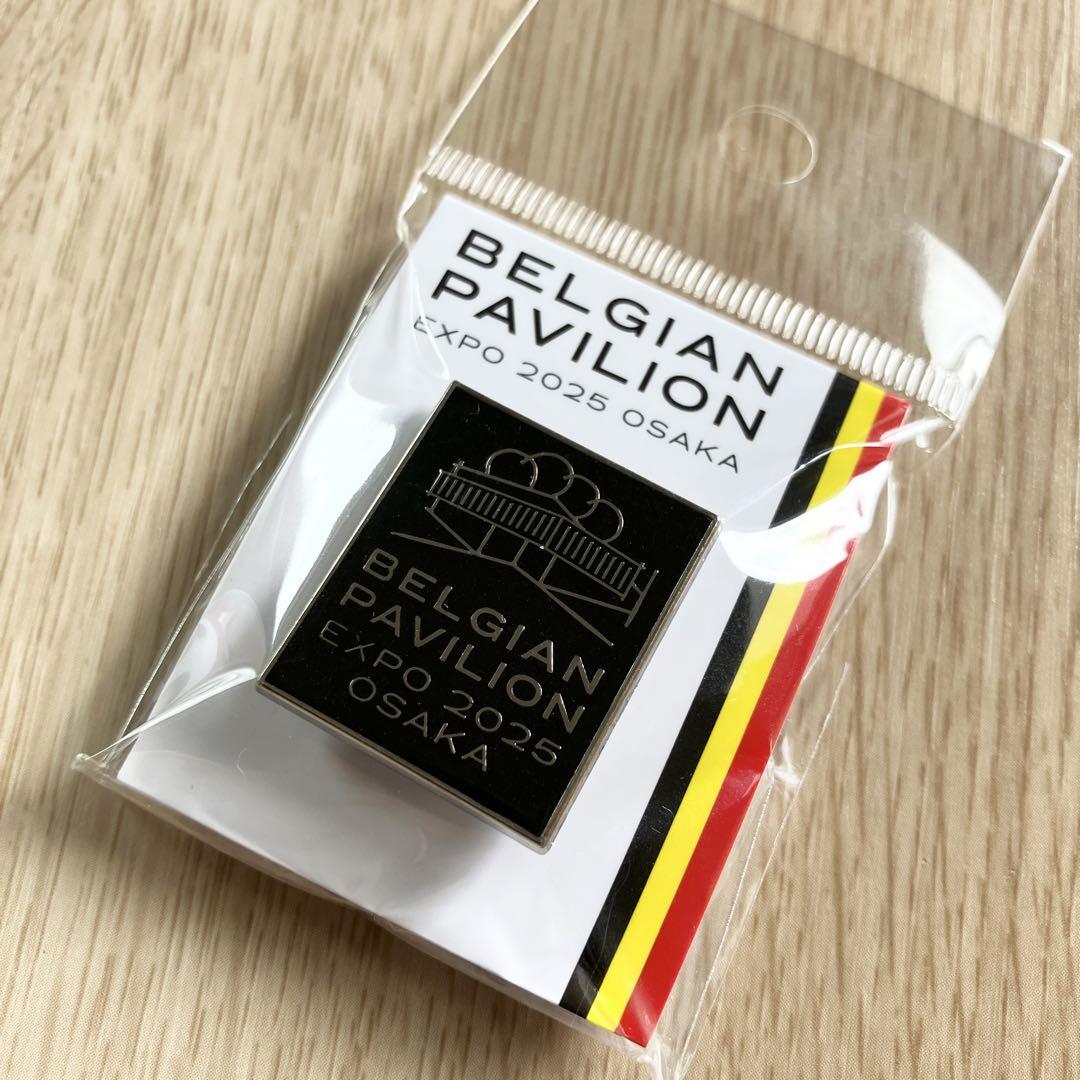 BELGIAN
PAVILION
EXPO 2025 OSAKA
BELGIAN
PAVILION
EXPO 2025
OSAKA